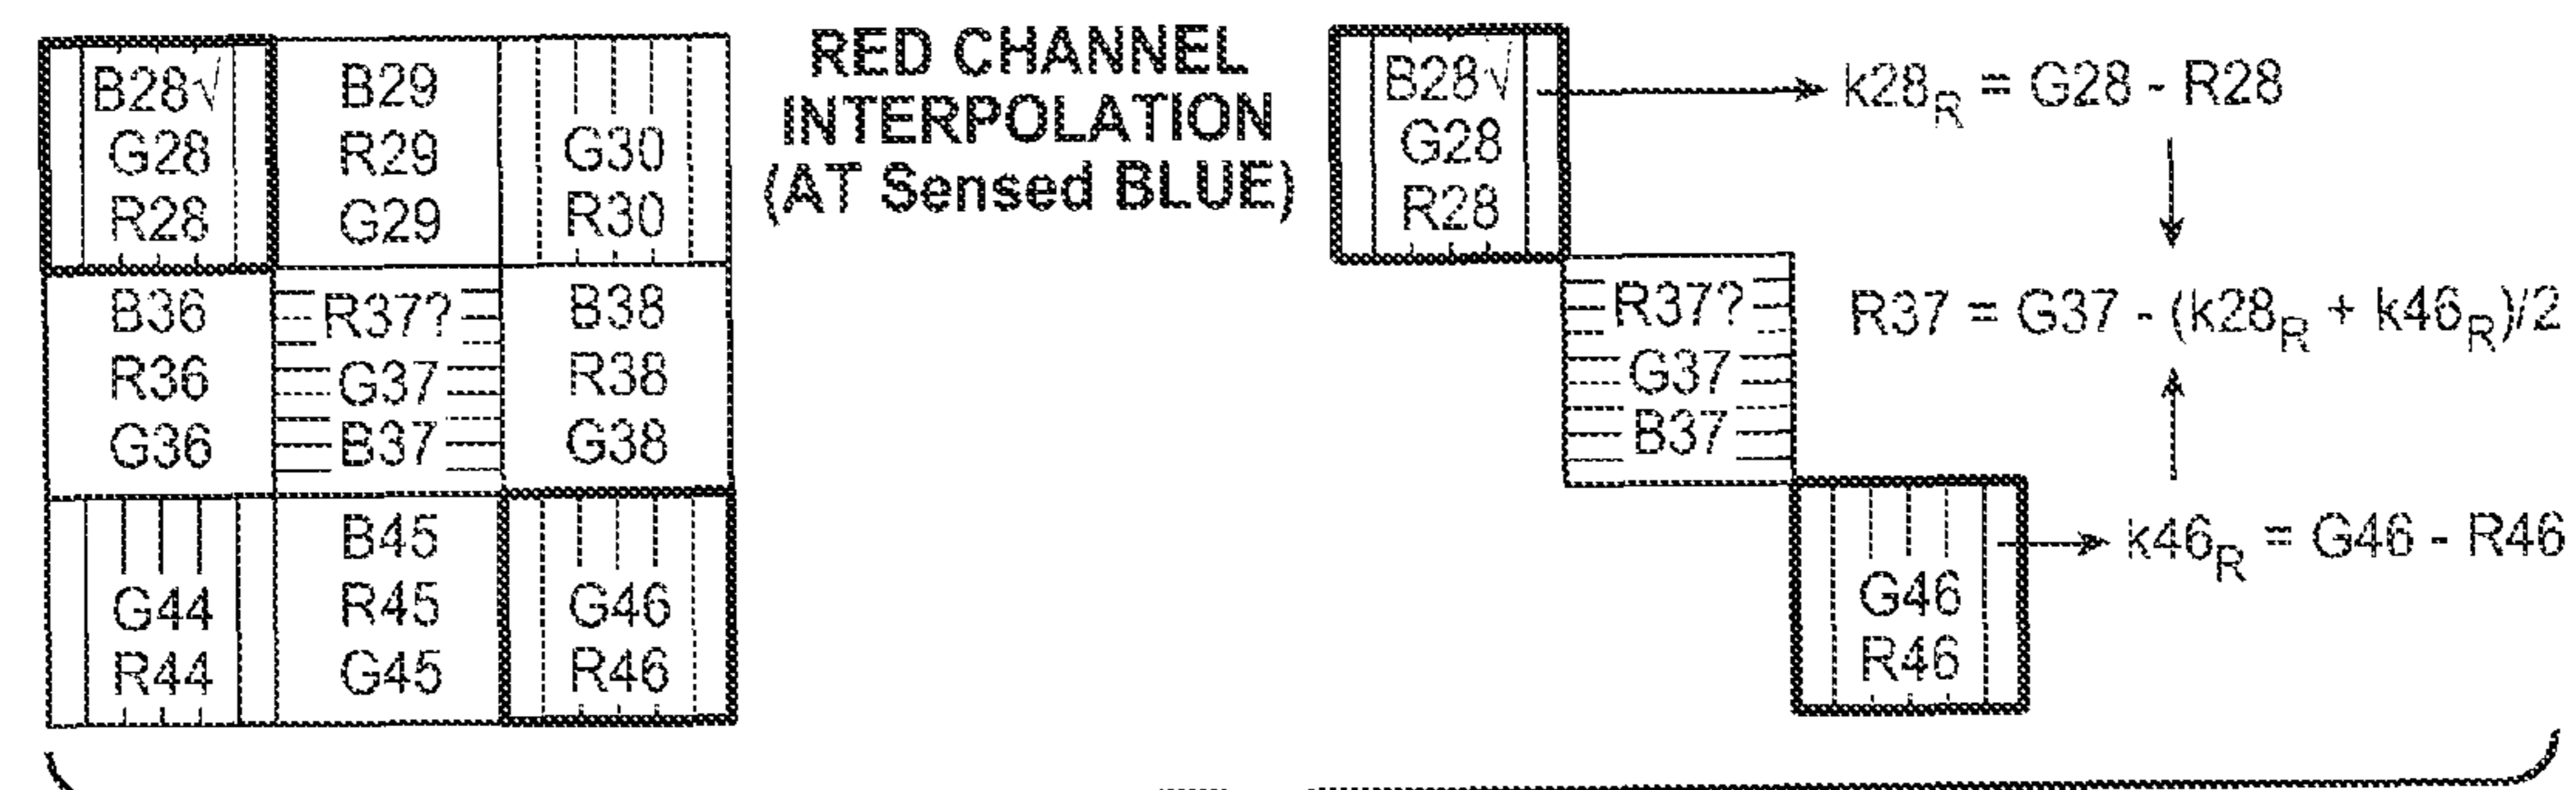 B28√ B29
G28 R29 G30
R28 G29 R30
B36 R37? B38
R36 G37 R38
G36 B37 G38
B45
G44 R45 G46
R44 G45 R46
RED CHANNEL
INTERPOLATION
(AT Sensed BLUE)
B28√
G28
R28
k28R = G28 - R28
R37?
G37
B37
R37 = G37 - (k28R + k46R)/2
G46
R46
k46R = G46 - R46